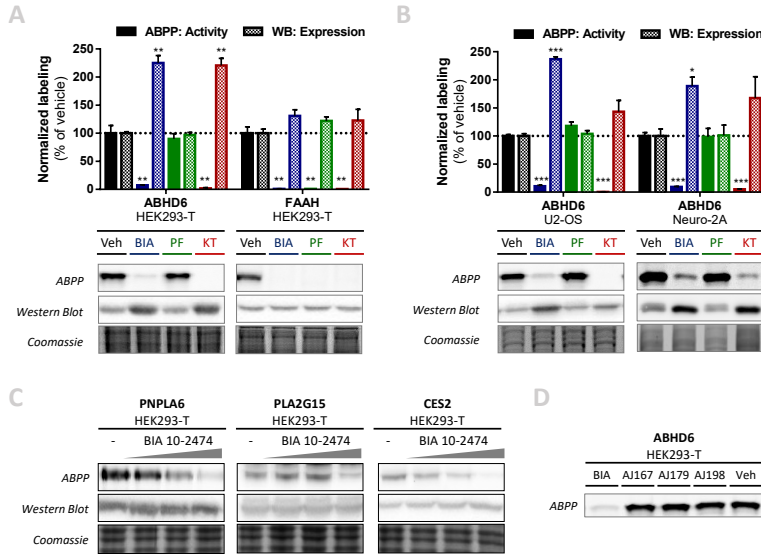 A
ABPP: Activity WB: Expression
Normalized labeling
(% of vehicle)
250
200
150
100
50
0
** ** ** ** ** ** **
ABHD6
HEK293-T
FAAH
HEK293-T
Veh BIA PF KT Veh BIA PF KT
ABPP
Western Blot
Coomassie
B
ABPP: Activity WB: Expression
Normalized labeling
(% of vehicle)
250
200
150
100
50
0
*** *** *** *** * ***
ABHD6
U2-OS
ABHD6
Neuro-2A
Veh BIA PF KT Veh BIA PF KT
ABPP
Western Blot
Coomassie
C
PNPLA6
HEK293-T
PLA2G15
HEK293-T
CES2
HEK293-T
- BIA 10-2474 - BIA 10-2474 - BIA 10-2474
ABPP
Western Blot
Coomassie
D
ABHD6
HEK293-T
BIA AJ167 AJ179 AJ198 Veh
ABPP